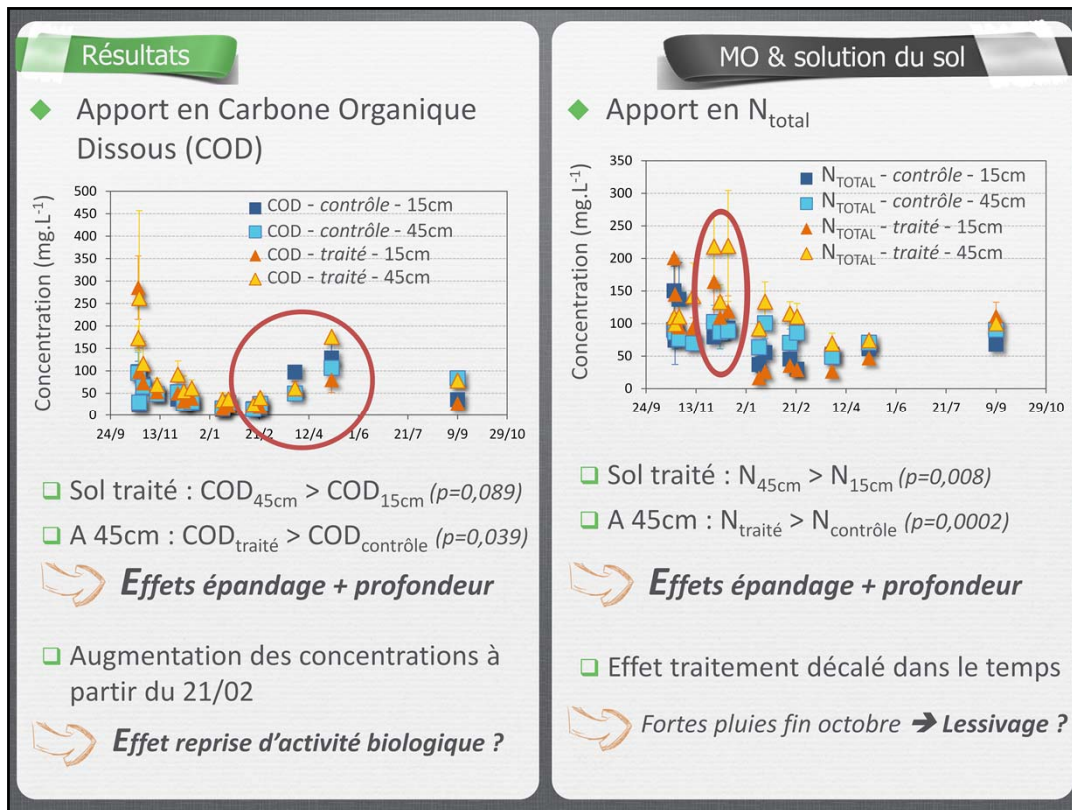 Résultats
◆ Apport en Carbone Organique
Dissous (COD)
Concentration (mg.L-1)
500
450
400
350
300
250
200
150
100
50
0
COD - contrôle - 15cm
COD - contrôle - 45cm
COD - traité - 15cm
COD - traité - 45cm
24/9 13/11 2/1 21/2 12/4 1/6 21/7 9/9 29/10
❑ Sol traité : COD45cm > COD15cm (p=0,089)
❑ A 45cm : CODtraité > CODcontrôle (p=0,039)
Effets épandage + profondeur
❑ Augmentation des concentrations à
partir du 21/02
Effet reprise d’activité biologique ?
MO & solution du sol
◆ Apport en Ntotal
Concentration (mg.L-1)
350
300
250
200
150
100
50
0
NTOTAL - contrôle - 15cm
NTOTAL - contrôle - 45cm
NTOTAL - traité - 15cm
NTOTAL - traité - 45cm
24/9 13/11 2/1 21/2 12/4 1/6 21/7 9/9 29/10
❑ Sol traité : N45cm > N15cm (p=0,008)
❑ A 45cm : Ntraité > Ncontrôle (p=0,0002)
Effets épandage + profondeur
❑ Effet traitement décalé dans le temps
Fortes pluies fin octobre ➔ Lessivage ?